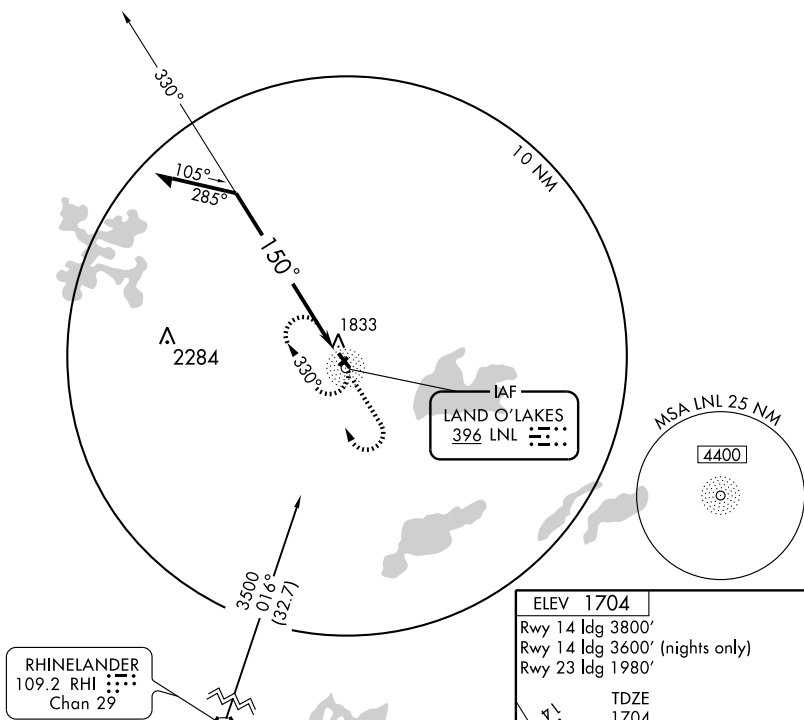 330°
10 NM
105°
285°
150°
1833
2284
330°
IAF
LAND O'LAKES
396 LNL
MSA LNL 25 NM
4400
3500
016°
(32.7)
RHINELANDER
109.2 RHI
Chan 29
ELEV 1704
Rwy 14 ldg 3800'
Rwy 14 ldg 3600' (nights only)
Rwy 23 ldg 1980'
TDZE
1704
14